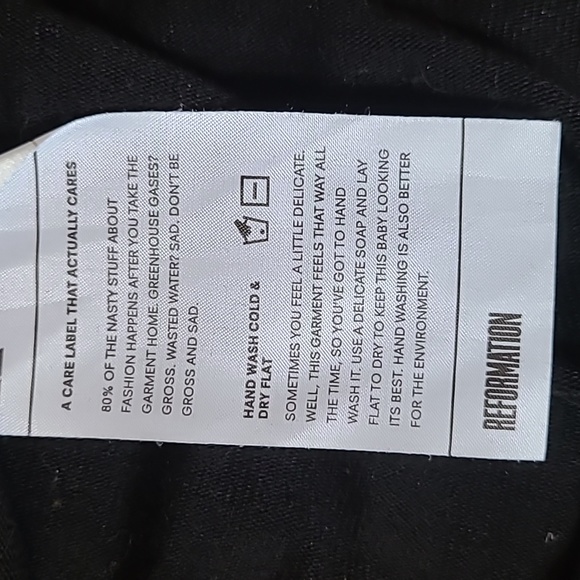 A CARE LABEL THAT ACTUALLY CARES
80% OF THE NASTY STUFF ABOUT
FASHION HAPPENS AFTER YOU TAKE THE
GARMENT HOME. GREENHOUSE GASES?
GROSS. WASTED WATER? SAD. DON'T BE
GROSS AND SAD.
HAND WASH COLD &
DRY FLAT
SOMETIMES YOU FEEL A LITTLE DELICATE.
WELL, THIS GARMENT FEELS THAT WAY ALL
THE TIME, SO YOU'VE GOT TO HAND
WASH IT. USE A DELICATE SOAP AND LAY
FLAT TO DRY TO KEEP THIS BABY LOOKING
ITS BEST. HAND WASHING IS ALSO BETTER
FOR THE ENVIRONMENT.
REFORMATION